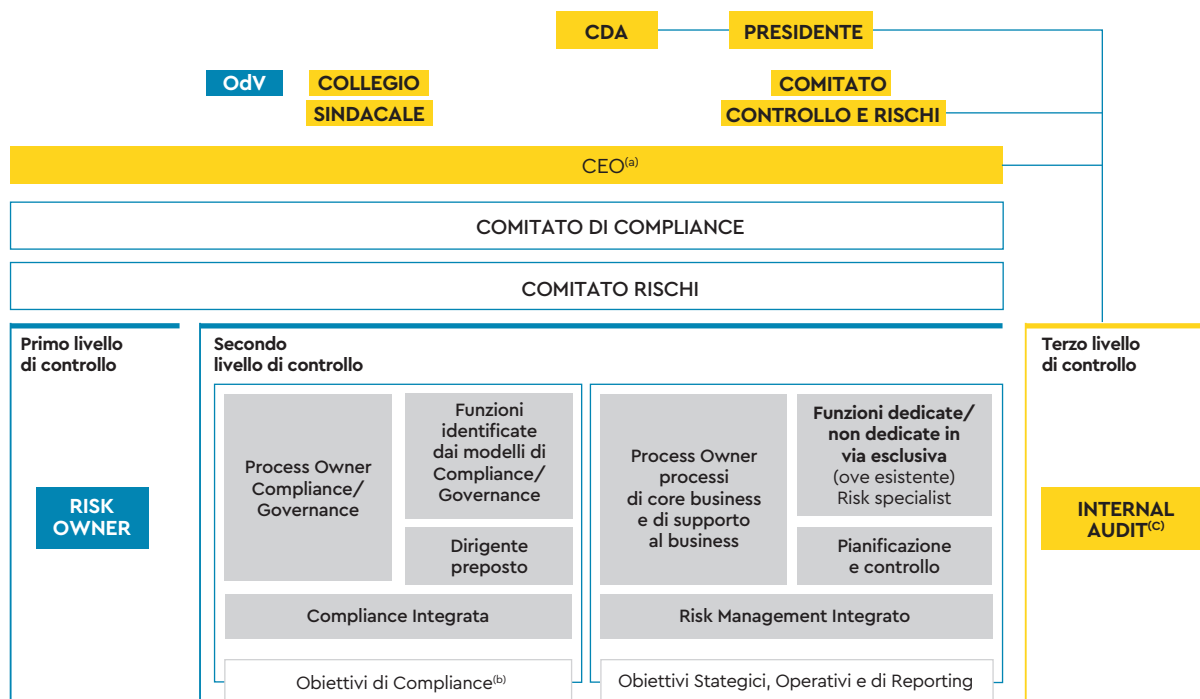 CDA
PRESIDENTE
OdV
COLLEGIO
SINDACALE
COMITATO
CONTROLLO E RISCHI
CEO(a)
COMITATO DI COMPLIANCE
COMITATO RISCHI
Primo livello
di controllo
RISK
OWNER
Secondo
livello di controllo
Process Owner
Compliance/
Governance
Funzioni
identificate
dai modelli di
Compliance/
Governance
Dirigente
preposto
Compliance Integrata
Obiettivi di Compliance(b)
Process Owner
processi
di core business
e di supporto
al business
Funzioni dedicate/
non dedicate in
via esclusiva
(ove esistente)
Risk specialist
Pianificazione
e controllo
Risk Management Integrato
Obiettivi Stategici, Operativi e di Reporting
Terzo livello
di controllo
INTERNAL
AUDIT(C)